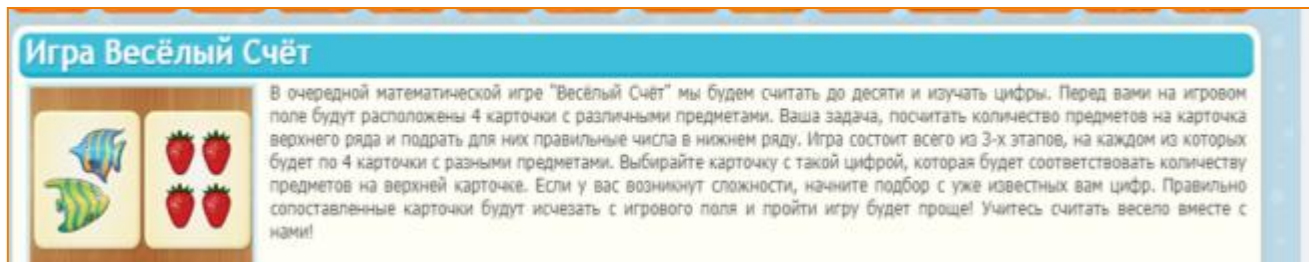 Игра Весёлый Счёт
В очередной математической игре "Весёлый Счёт" мы будем считать до десяти и изучать цифры. Перед вами на игровом
поле будут расположены 4 карточки с различными предметами. Ваша задача, посчитать количество предметов на карточка
верхнего ряда и подрать для них правильные числа в нижнем ряду. Игра состоит всего из 3-х этапов, на каждом из которых
будет по 4 карточки с разными предметами. Выбирайте карточку с такой цифрой, которая будет соответствовать количеству
предметов на верхней карточке. Если у вас возникнут сложности, начните подбор с уже известных вам цифр. Правильно
сопоставленные карточки будут исчезать с игрового поля и пройти игру будет проще! Учитесь считать весело вместе с
нами!